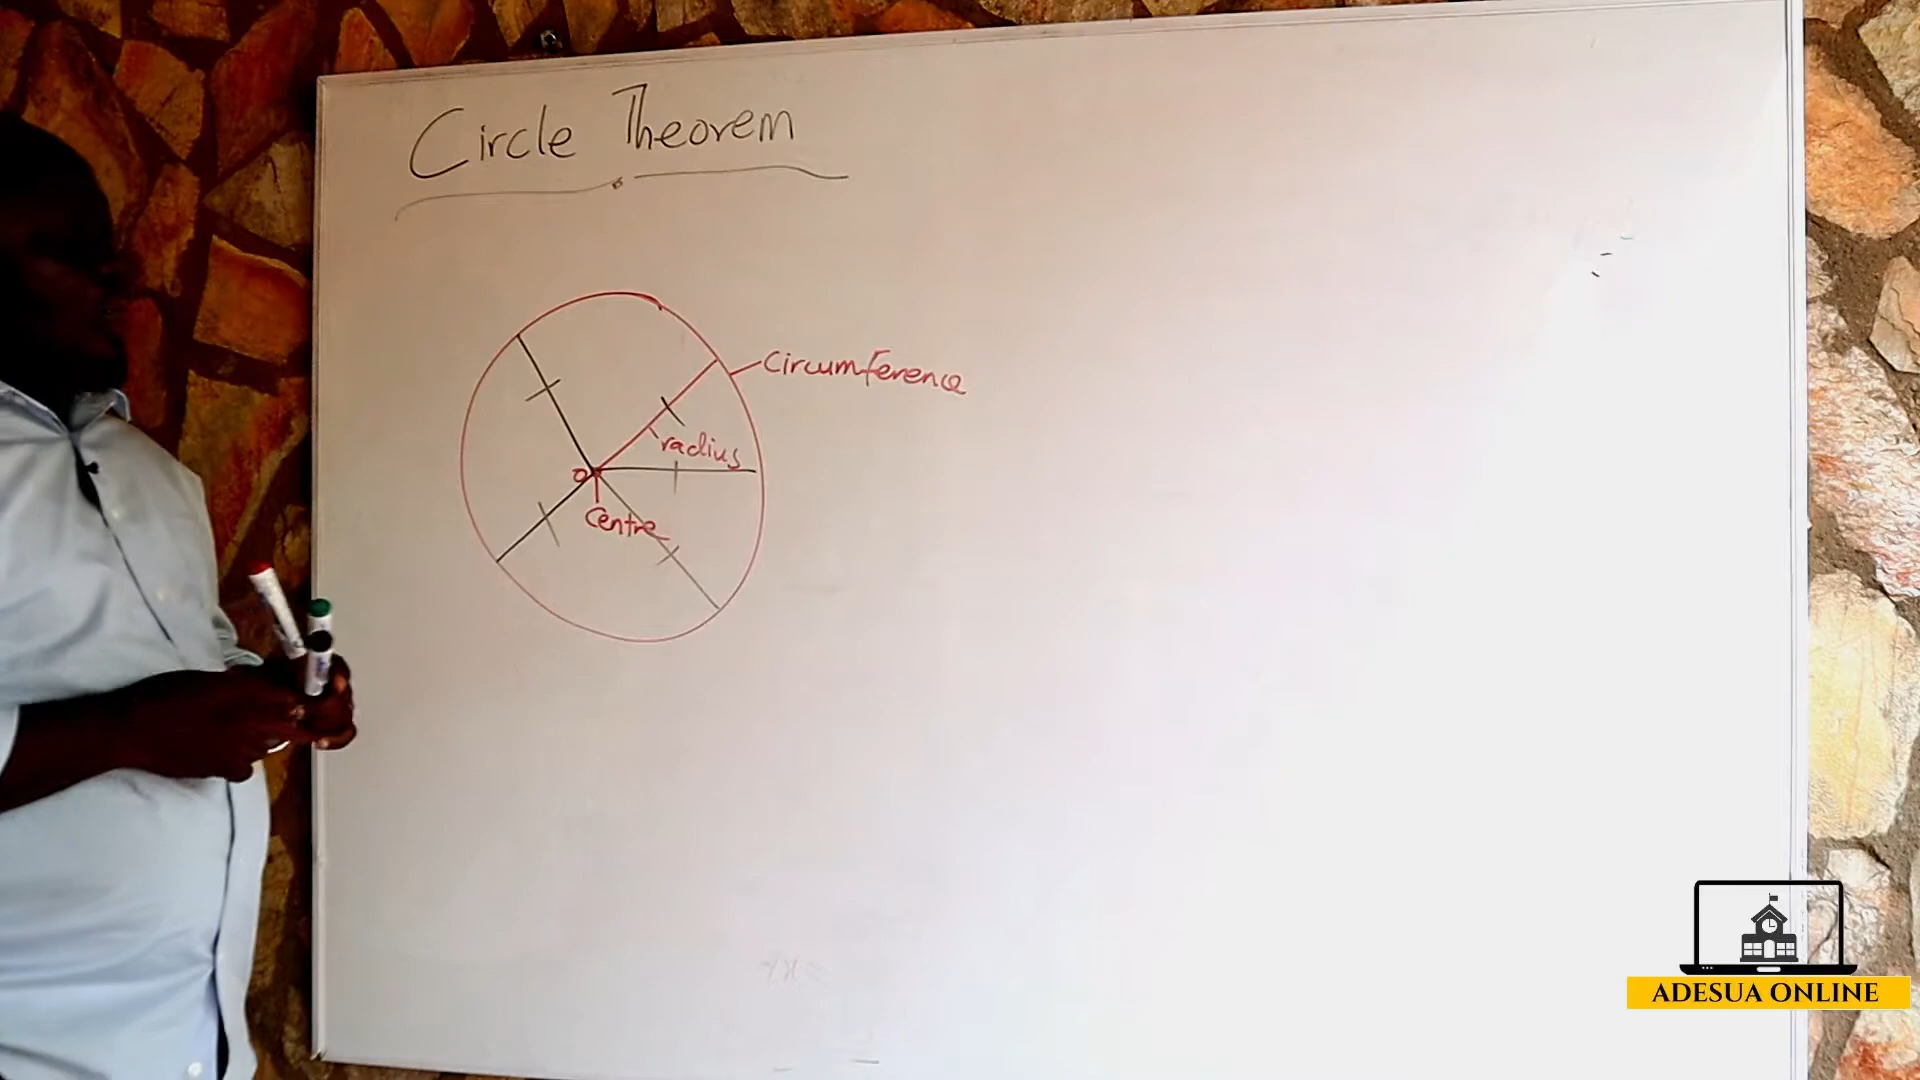 Circle Theorem
Circumference
radius
O
Centre
ADESUA ONLINE